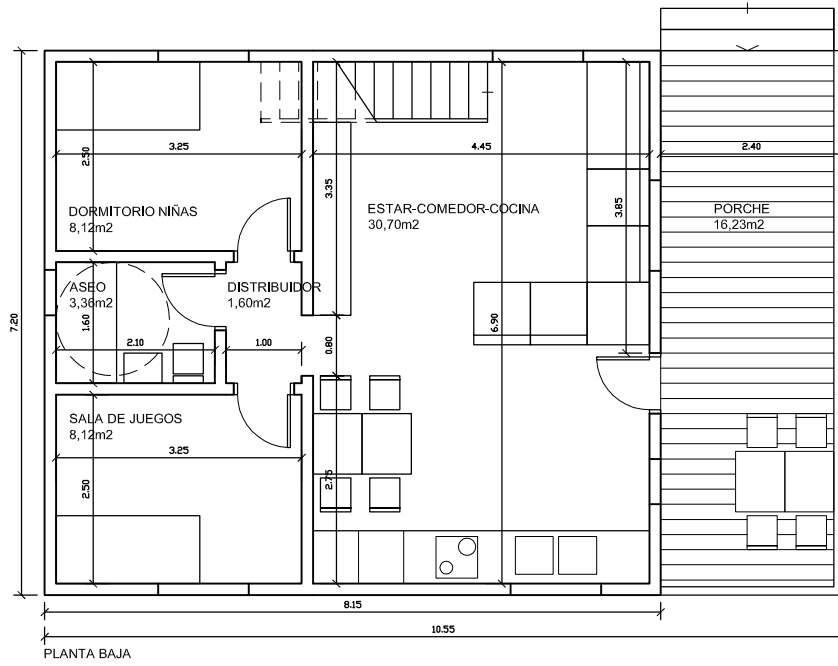 3.25
4.45
2.40
2.50
3.35
3.85
DORMITORIO NIÑAS
8,12m2
ESTAR-COMEDOR-COCINA
30,70m2
PORCHE
16,23m2
ASEO
3,36m2
DISTRIBUIDOR
1,60m2
1.60
7.20
6.90
2.10
1.00
0.80
SALA DE JUEGOS
8,12m2
3.25
2.50
2.75
8.15
10.55
PLANTA BAJA